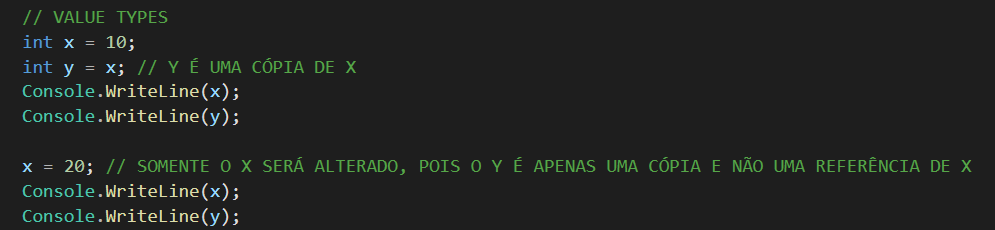 // VALUE TYPES
int x = 10;
int y = x; // Y É UMA CÓPIA DE X
Console.WriteLine(x);
Console.WriteLine(y);

x = 20; // SOMENTE O X SERÁ ALTERADO, POIS O Y É APENAS UMA CÓPIA E NÃO UMA REFERÊNCIA DE X
Console.WriteLine(x);
Console.WriteLine(y);